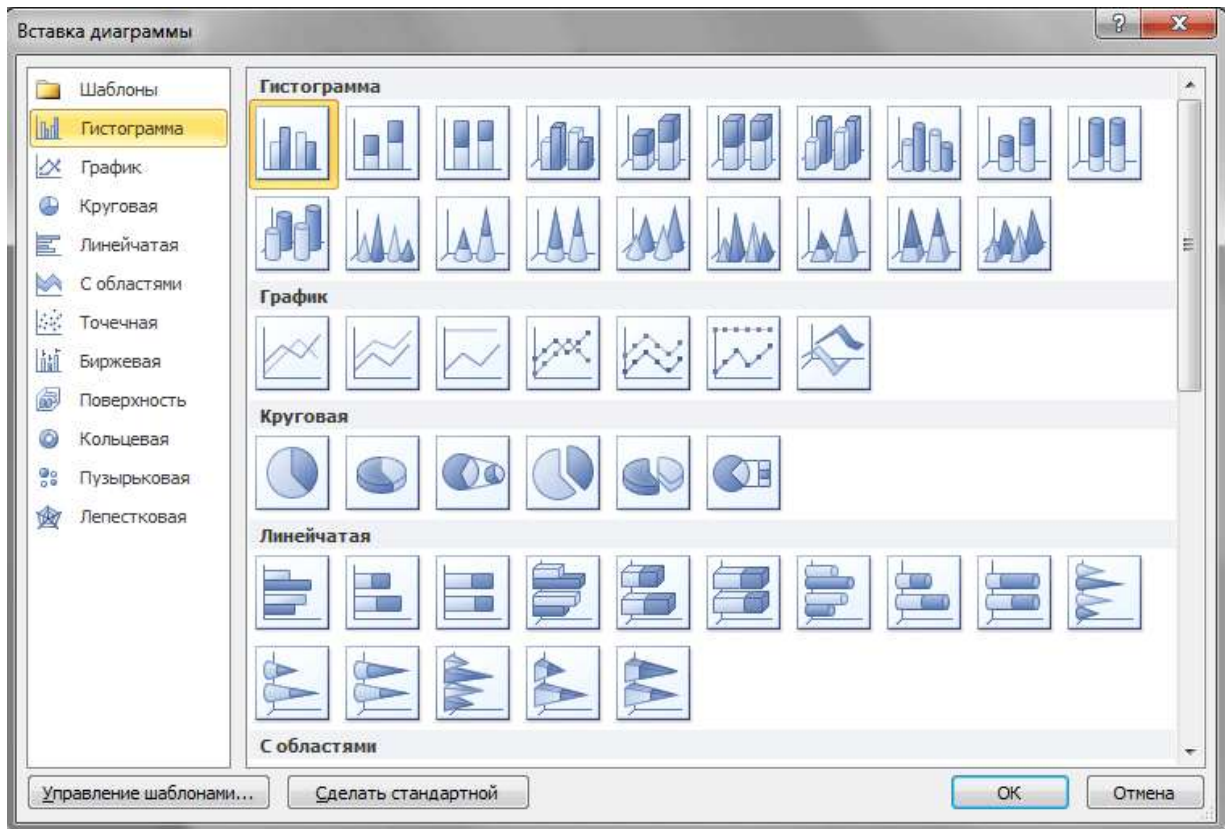 Вставка диаграммы
Шаблоны
Гистограмма
График
Круговая
Линейчатая
С областями
Точечная
Биржевая
Поверхность
Кольцевая
Пузырьковая
Лепестковая
Гистограмма
График
Круговая
Линейчатая
С областями
Управление шаблонами...
Сделать стандартной
ОК
Отмена